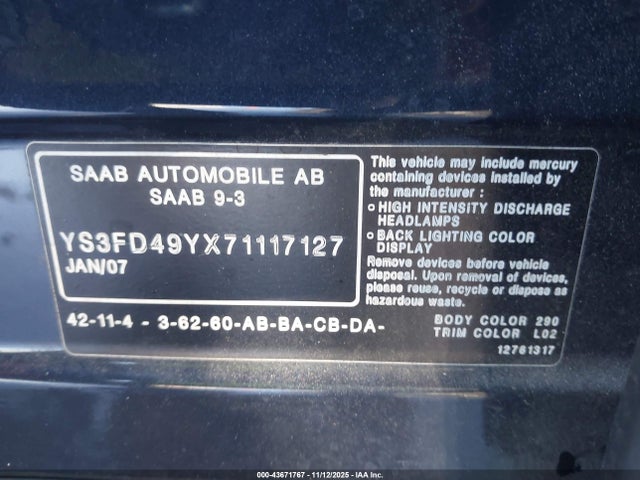 SAAB AUTOMOBILE AB
SAAB 9-3
YS3FD49YX71117127
JAN/07
42-11-4 - 3-62-60-AB-BA-CB-DA-
This vehicle may include mercury
containing devices installed by
the manufacturer :
o HIGH INTENSITY DISCHARGE
HEADLAMPS
o BACK LIGHTING COLOR
DISPLAY
Remove devices before vehicle
disposal. Upon removal of devices,
please reuse, recycle or dispose as
hazardous waste.
BODY COLOR 290
TRIM COLOR L02
12761317
000-43671767 - 11/12/2025 - IAAI, Inc.